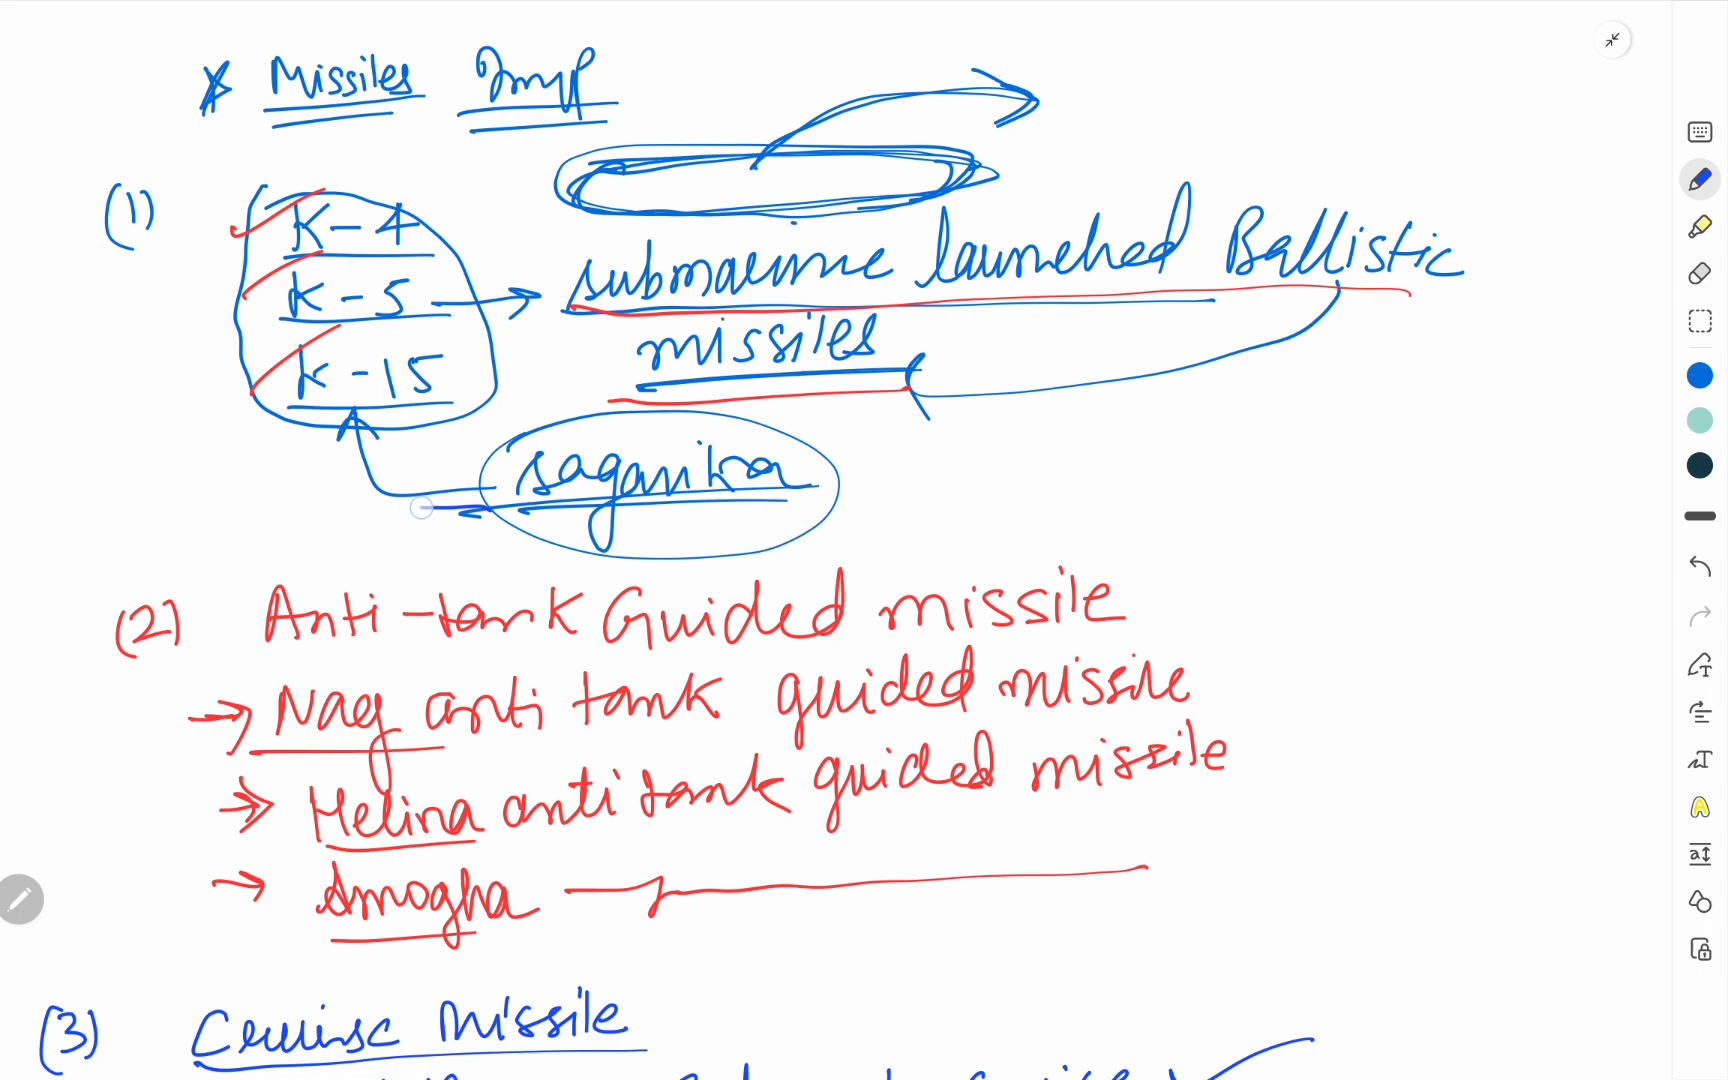 * Missiles Imp
(1) K-4
K-5 → submarine launched Ballistic
missiles
K-15
sagarika
(2) Anti-tank Guided missile
→ Nag anti tank guided missile
→ Helina anti tank guided missile
→ Amogha
(3) Cruise missile